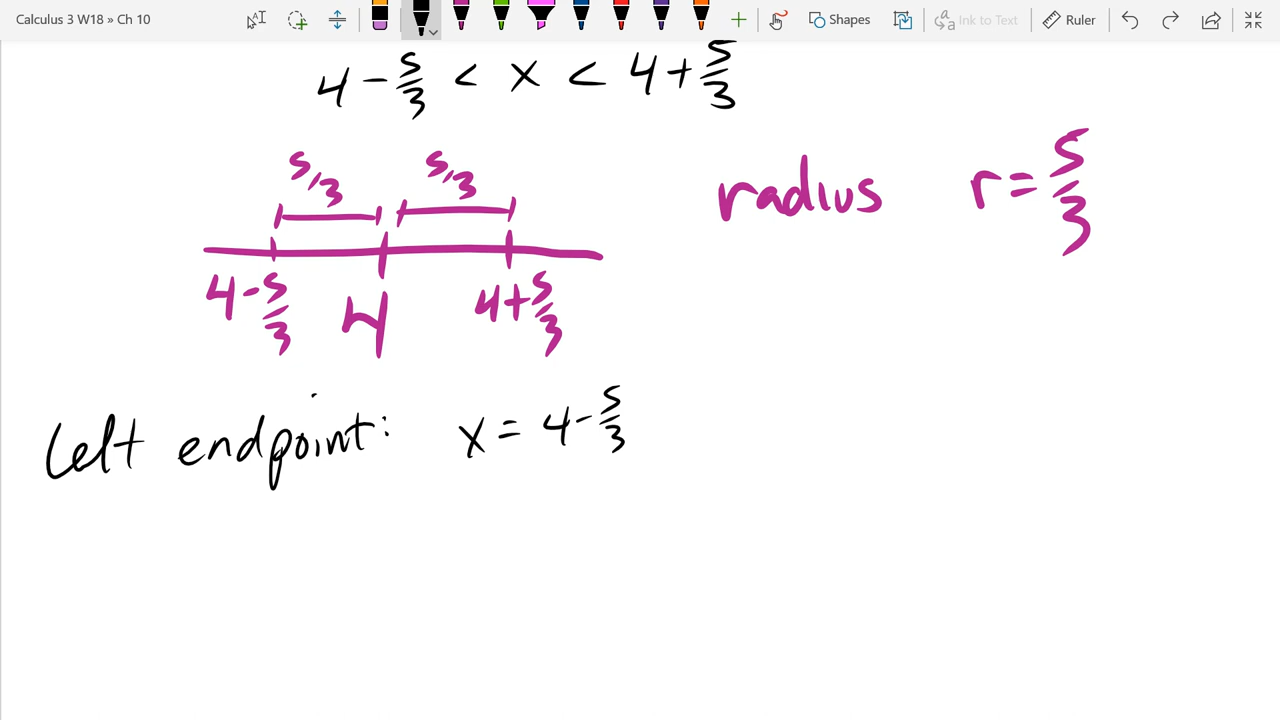 Calculus 3 W18 » Ch 10
Shapes
Ink to Text
Ruler
4 - 5/3 < x < 4 + 5/3
5/3 5/3
radius r = 5/3
4 - 5/3 4 4 + 5/3
Left endpoint: x = 4 - 5/3